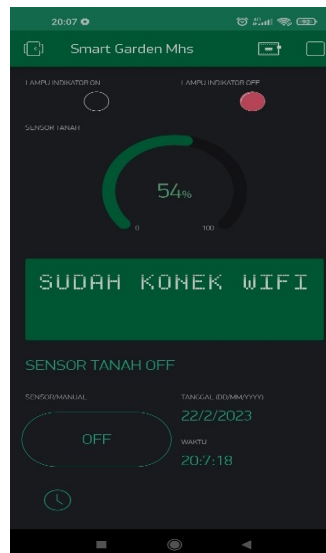 20:07
Smart Garden Mhs
LAMPU INDIKATOR ON
LAMPU INDIKATOR OFF
SENSOR TANAH
54%
0
100
SUDAH KONEK WIFI
SENSOR TANAH OFF
SENSOR/MANUAL
TANGGAL (DD/MM/YYYY)
22/2/2023
OFF
WAKTU
20:7:18